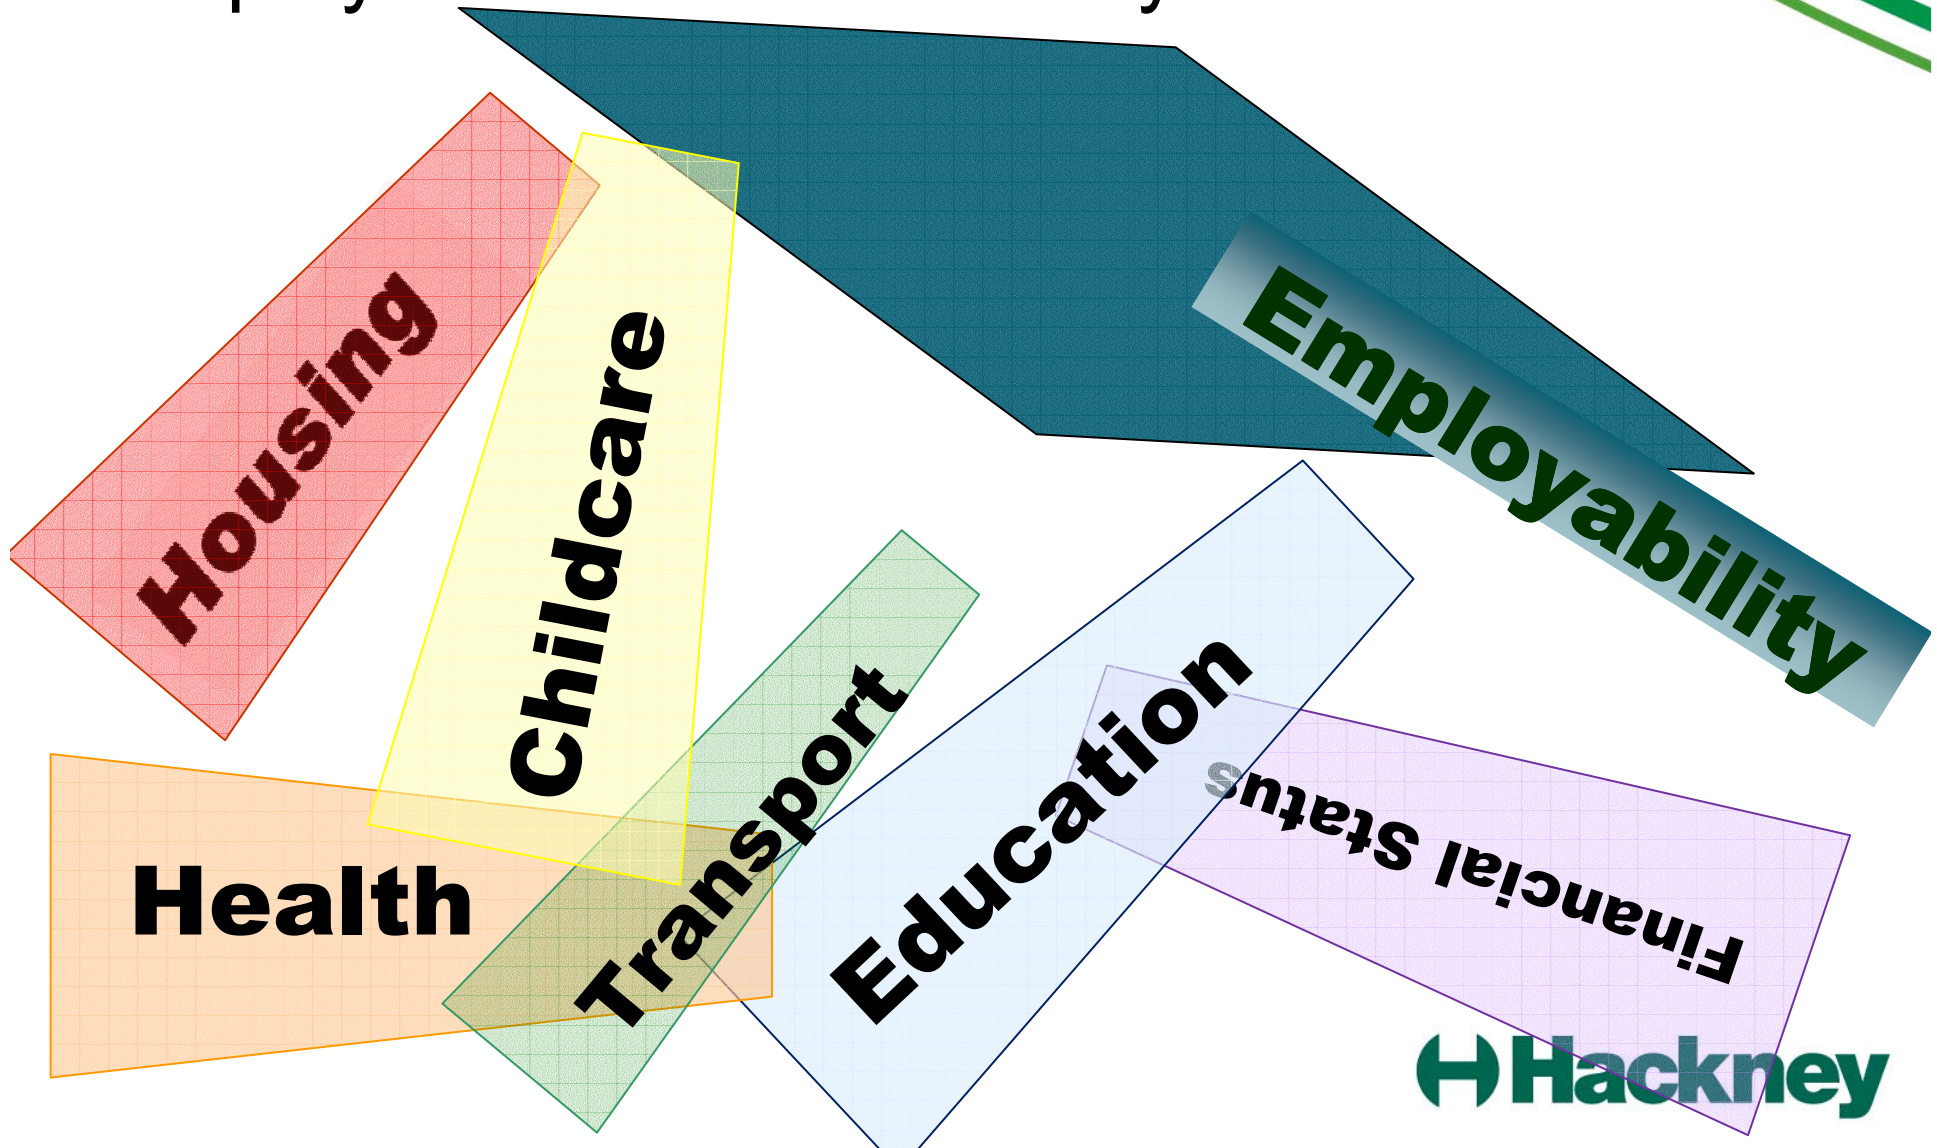 Housing
Childcare
Employability
Transport
Education
Financial Status
Health
Hackney